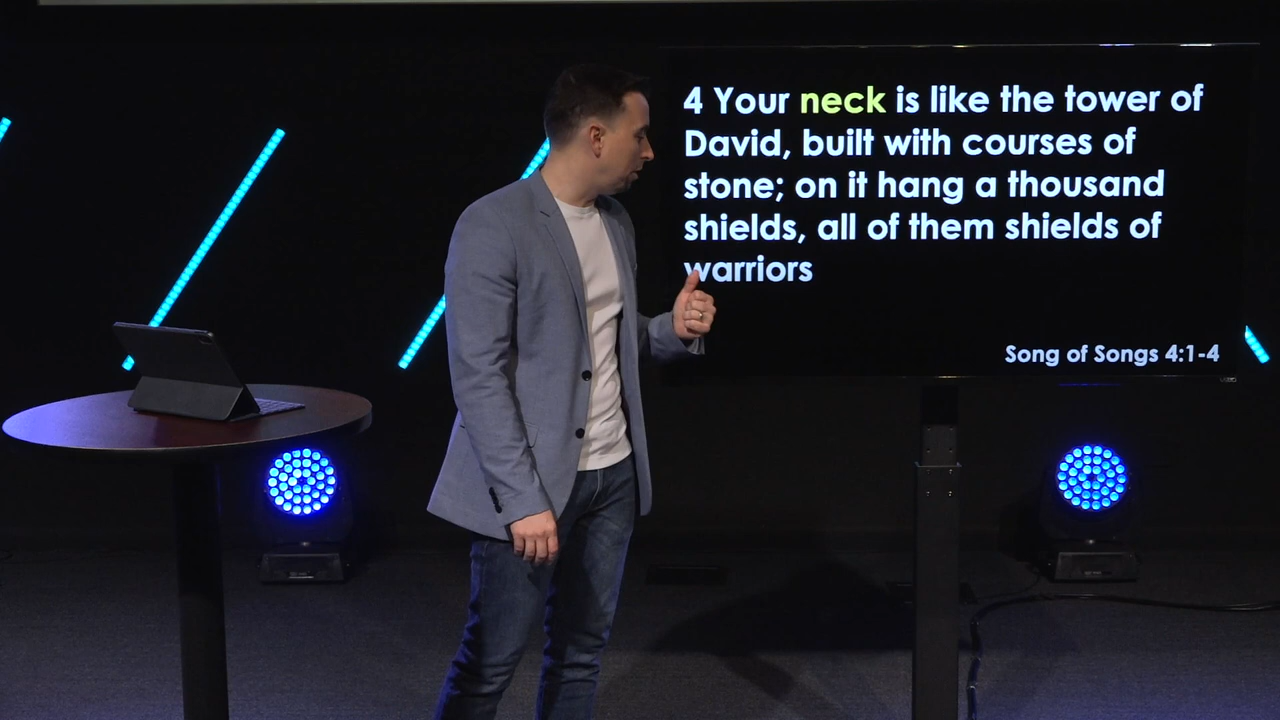 4 Your neck is like the tower of
David, built with courses of
stone; on it hang a thousand
shields, all of them shields of
warriors
Song of Songs 4:1-4